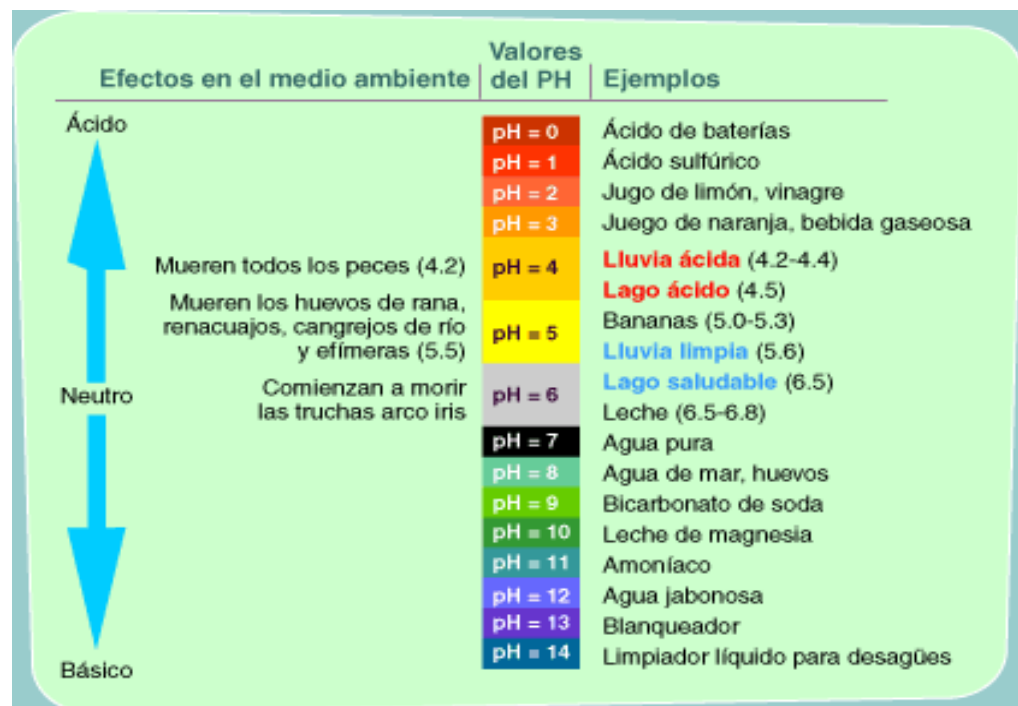 Efectos en el medio ambiente
Valores
del PH
Ejemplos
Ácido
pH = 0
Ácido de baterías
pH = 1
Ácido sulfúrico
pH = 2
Jugo de limón, vinagre
pH = 3
Juego de naranja, bebida gaseosa
Mueren todos los peces (4.2)
pH = 4
Lluvia ácida (4.2-4.4)
Lago ácido (4.5)
Mueren los huevos de rana,
renacuajos, cangrejos de río
y efímeras (5.5)
pH = 5
Bananas (5.0-5.3)
Lluvia limpia (5.6)
Neutro
Comienzan a morir
las truchas arco iris
pH = 6
Lago saludable (6.5)
Leche (6.5-6.8)
pH = 7
Agua pura
pH = 8
Agua de mar, huevos
pH = 9
Bicarbonato de soda
pH = 10
Leche de magnesia
pH = 11
Amoníaco
pH = 12
Agua jabonosa
pH = 13
Blanqueador
pH = 14
Limpiador líquido para desagües
Básico